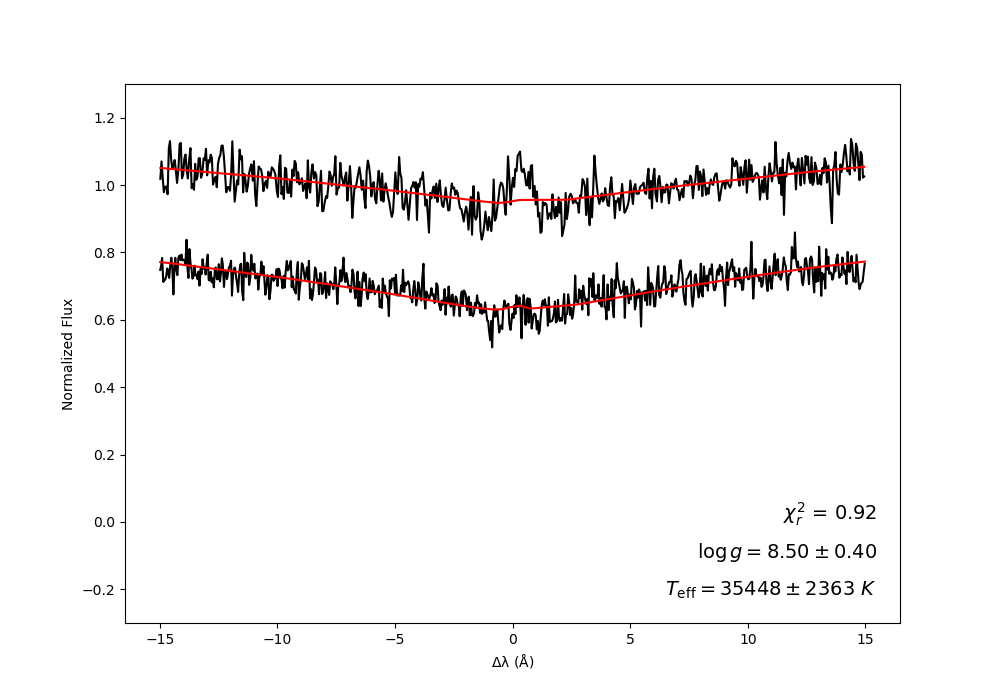 1.2
1.0
0.8
0.6
0.4
0.2
0.0
−0.2
Normalized Flux
χ²ᵣ = 0.92
log g = 8.50 ± 0.40
T_eff = 35448 ± 2363 K
−15 −10 −5 0 5 10 15
Δλ (Å)